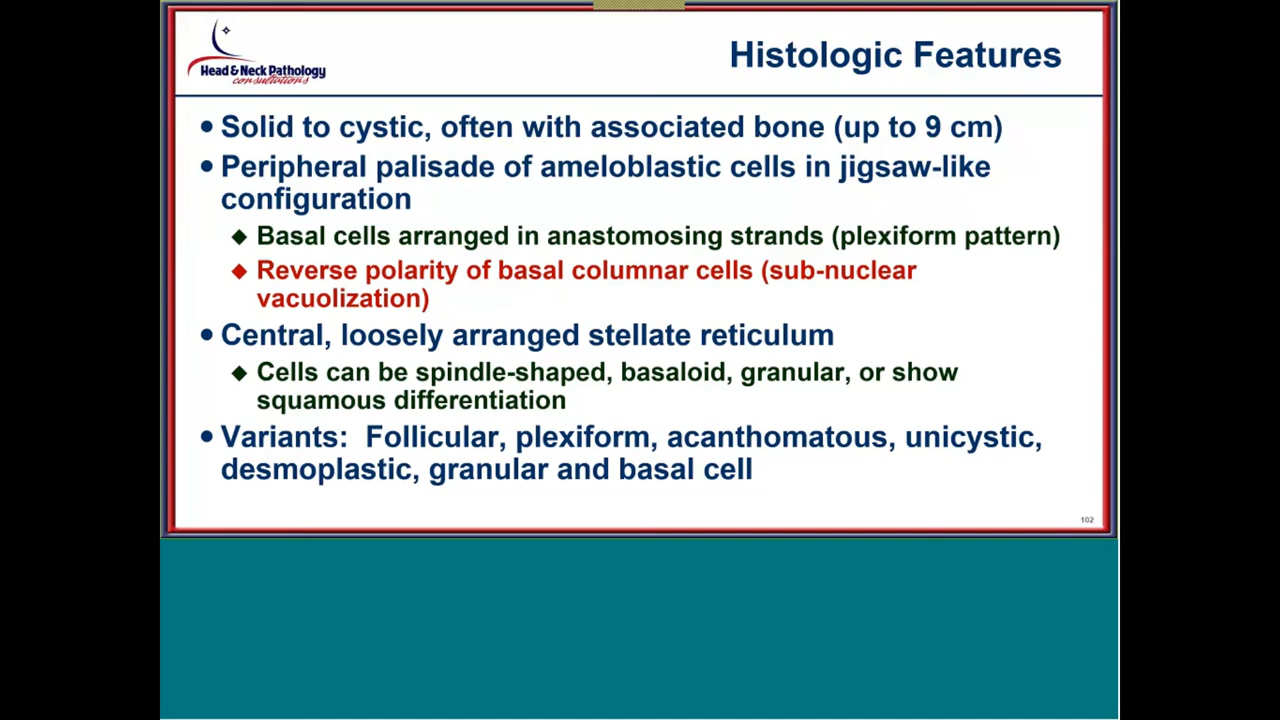 Head & Neck Pathology
consultations
Histologic Features
• Solid to cystic, often with associated bone (up to 9 cm)
• Peripheral palisade of ameloblastic cells in jigsaw-like
configuration
◆ Basal cells arranged in anastomosing strands (plexiform pattern)
◆ Reverse polarity of basal columnar cells (sub-nuclear
vacuolization)
• Central, loosely arranged stellate reticulum
◆ Cells can be spindle-shaped, basaloid, granular, or show
squamous differentiation
• Variants:  Follicular, plexiform, acanthomatous, unicystic,
desmoplastic, granular and basal cell
102